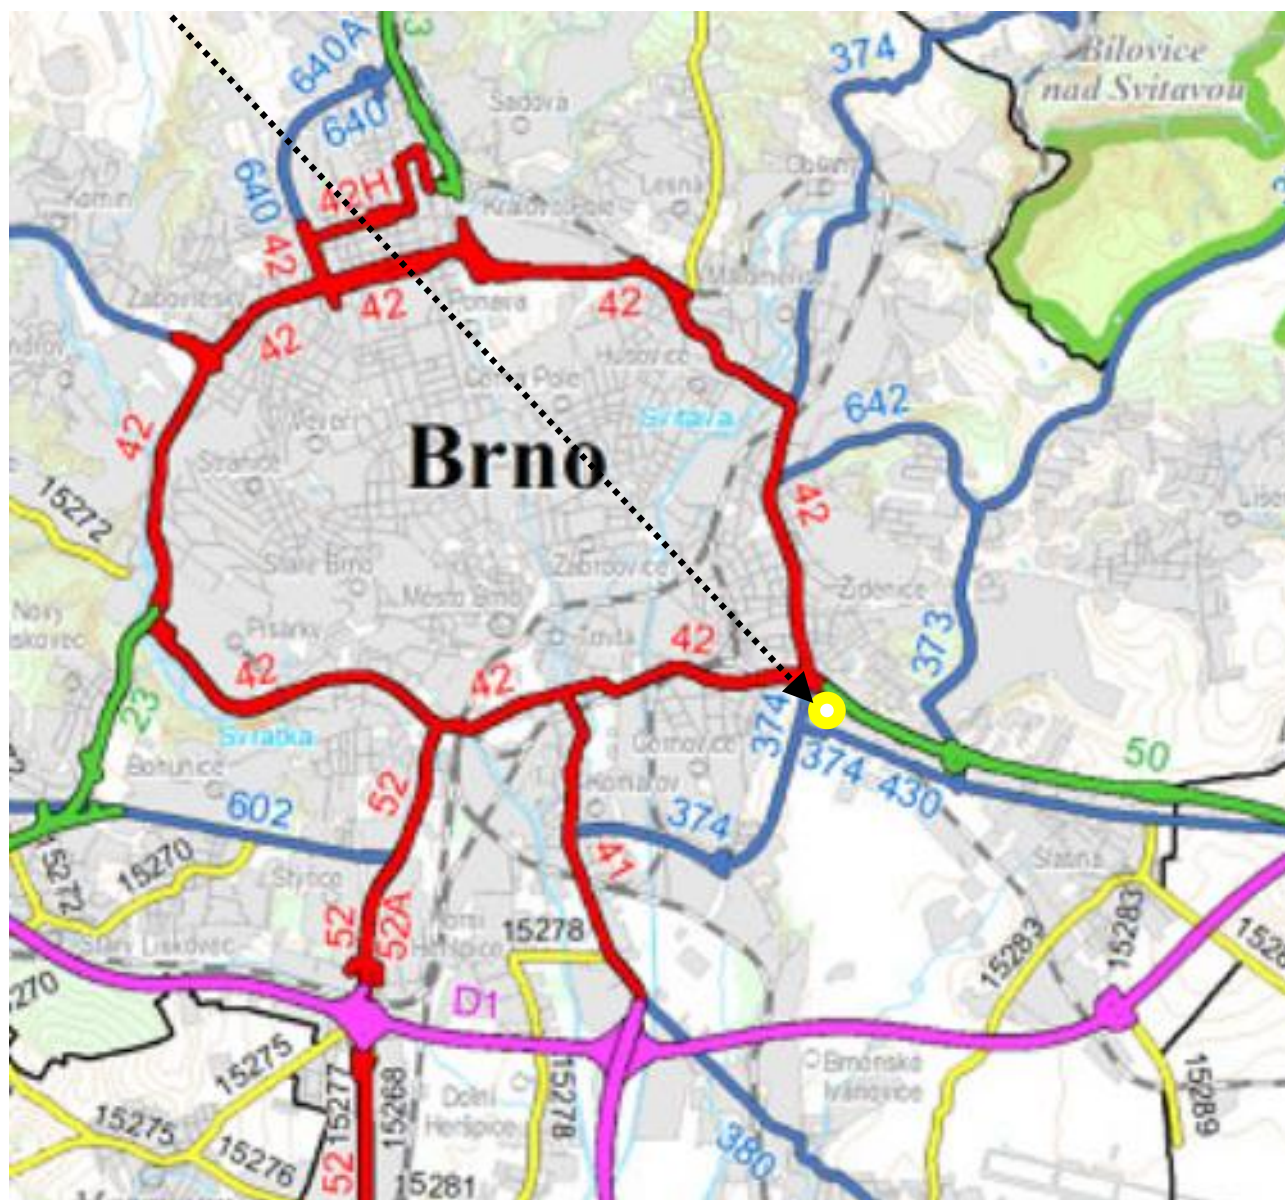 640A
3
374
Bílovice
nad Svitavou
Sadová
640
Obřany
640
42H
Lesná
Komín
Královo Pole
42
Maloměřice
Žabovřesky
42
Ponava
42
42
Husovice
Černá Pole
642
42
Veveří
Svitava
Brno
Stránice
15272
42
Staré Brno
Zábrdovice
Židenice
Město Brno
Nový
Pisárky
Trnitá
42
373
42
42
23
374
Svratka
Černovice
50
Bohunice
374
430
52
Komárov
602
374
15270
41
Slatina
15272
Štýřice
52
52A
15283
15283
Starý Lískovec
Horní
Heršpice
15278
D1
15275
15277
15268
Dolní
Heršpice
15278
Brněnské
Ivanovice
15289
15275
15276
52
380
15281